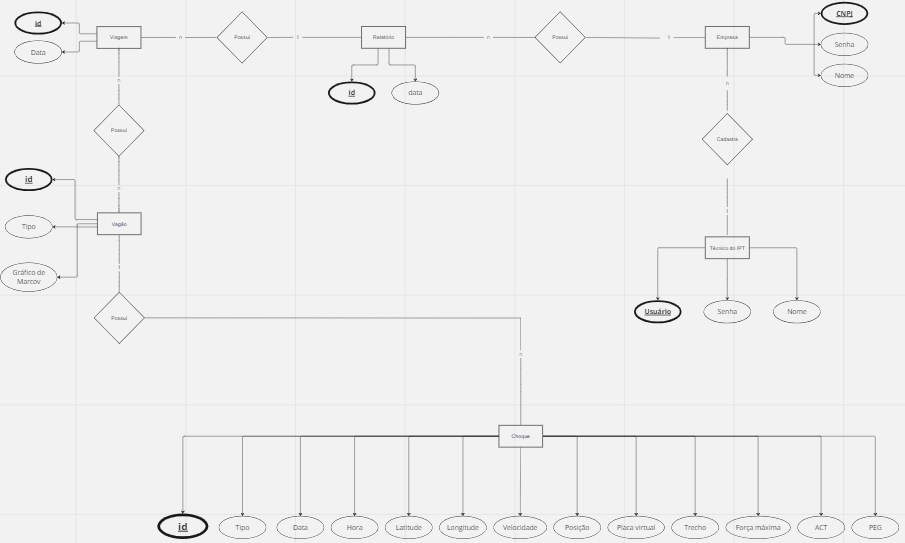 id
Data
Viagem
n
Possui
1
Relatório
n
Possui
1
Empresa
CNPJ
Senha
Nome
id
data
n
Possui
n
n
Cadastra
id
Tipo
Gráfico de
Marcov
Vagão
Técnico do IPT
Possui
Usuário
Senha
Nome
n
Choque
id
Tipo
Data
Hora
Latitude
Longitude
Velocidade
Posição
Placa virtual
Trecho
Força máxima
ACT
PEG